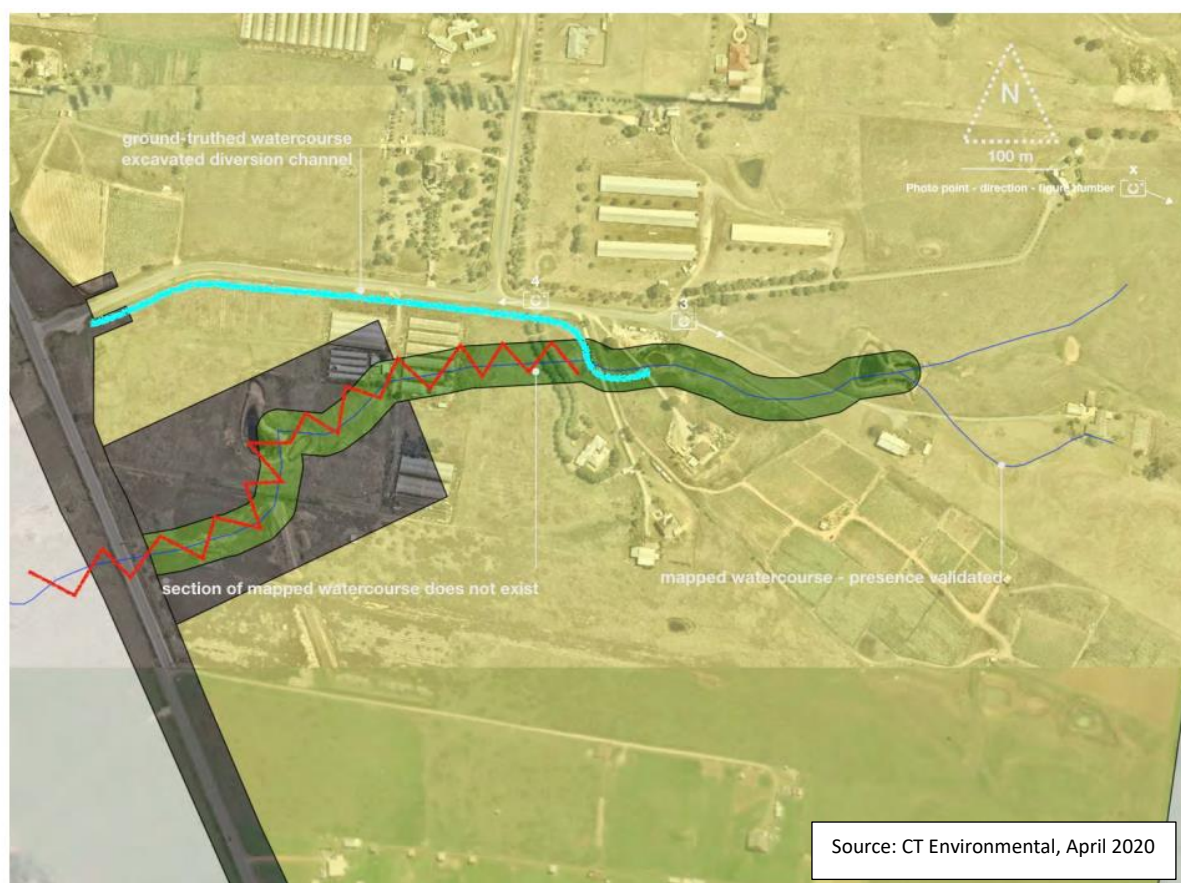 N
100 m
x
Photo point - direction - figure number
ground-truthed watercourse
excavated diversion channel
4
3
section of mapped watercourse does not exist
mapped watercourse - presence validated
Source: CT Environmental, April 2020